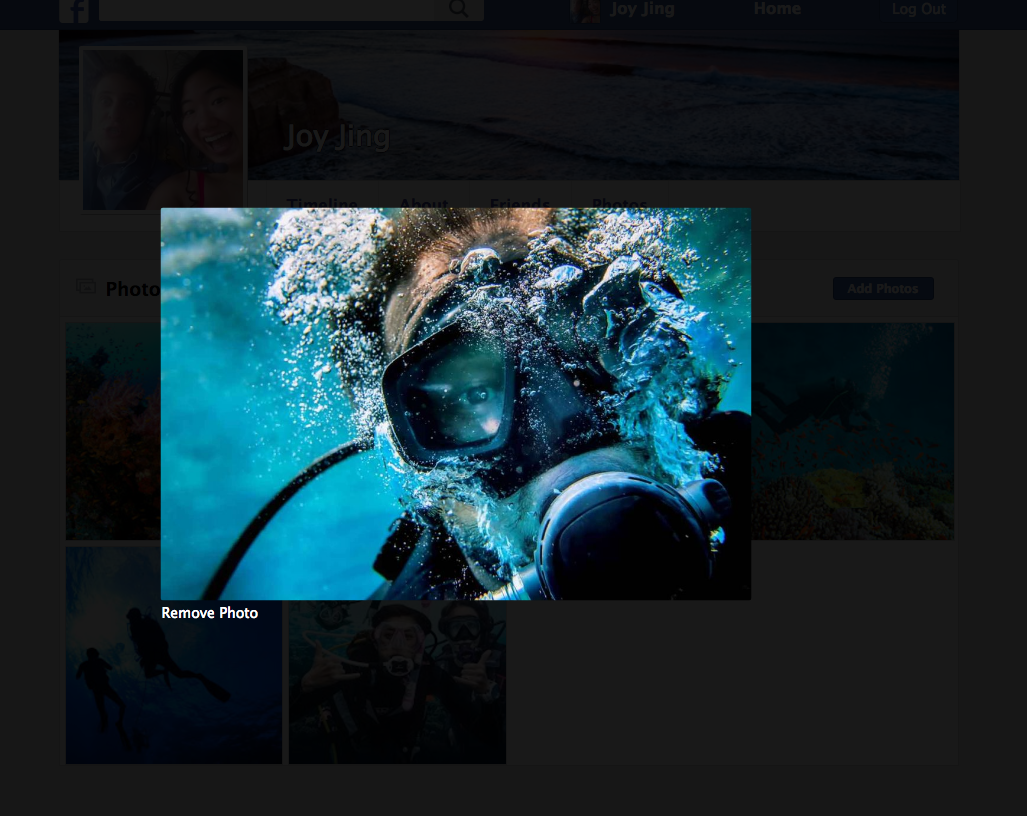 f
Joy Jing
Home
Log Out
Joy Jing
Timeline
About
Friends
Photos
Photo
Add Photos
Remove Photo